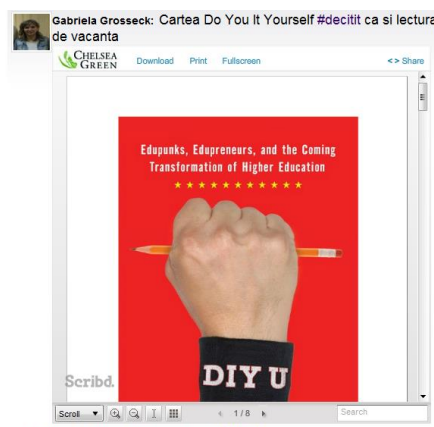 Gabriela Grosseck: Cartea Do You It Yourself #decitit ca si lectura
de vacanta
CHELSEA
GREEN
Download Print Fullscreen <> Share
Edupunks, Edupreneurs, and the Coming
Transformation of Higher Education
DIY U
Scribd.
Scroll 1/8 Search